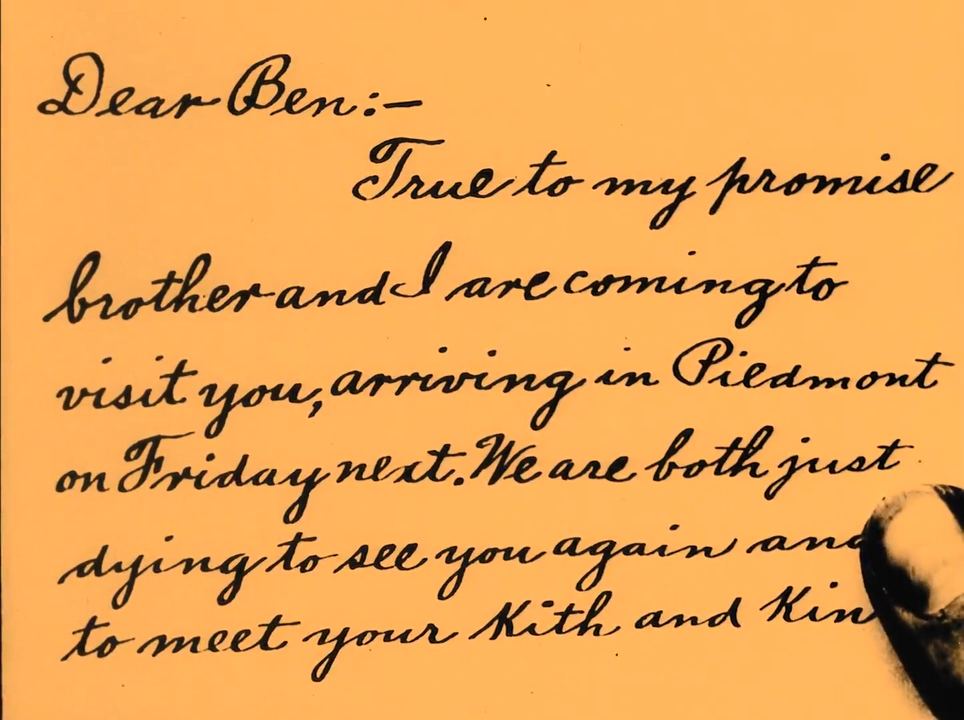 Dear Ben:—
True to my promise
brother and I are coming to
visit you, arriving in Piedmont
on Friday next. We are both just
dying to see you again and
to meet your Kith and Kin